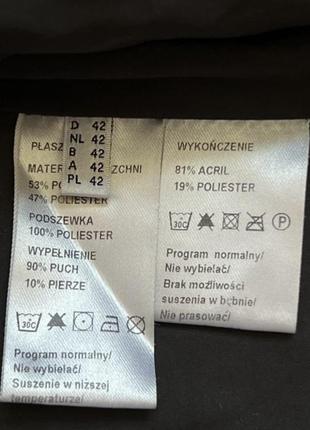 D 42
NL 42
B 42
A 42
PL 42
MATER ZCHNI
53%
47% POLIESTER
PODSZEWKA
100% POLIESTER
WYPEŁNIENIE
90% PUCH
10% PIERZE
30C
Program normalny/
Nie wybielać/
Suszenie w niższej
temperaturze/
WYKOŃCZENIE
81% ACRIL
19% POLIESTER
30C P
Program normalny/
Nie wybielać/
Brak możliwości
suszenia w bębnie/
Nie prasować/